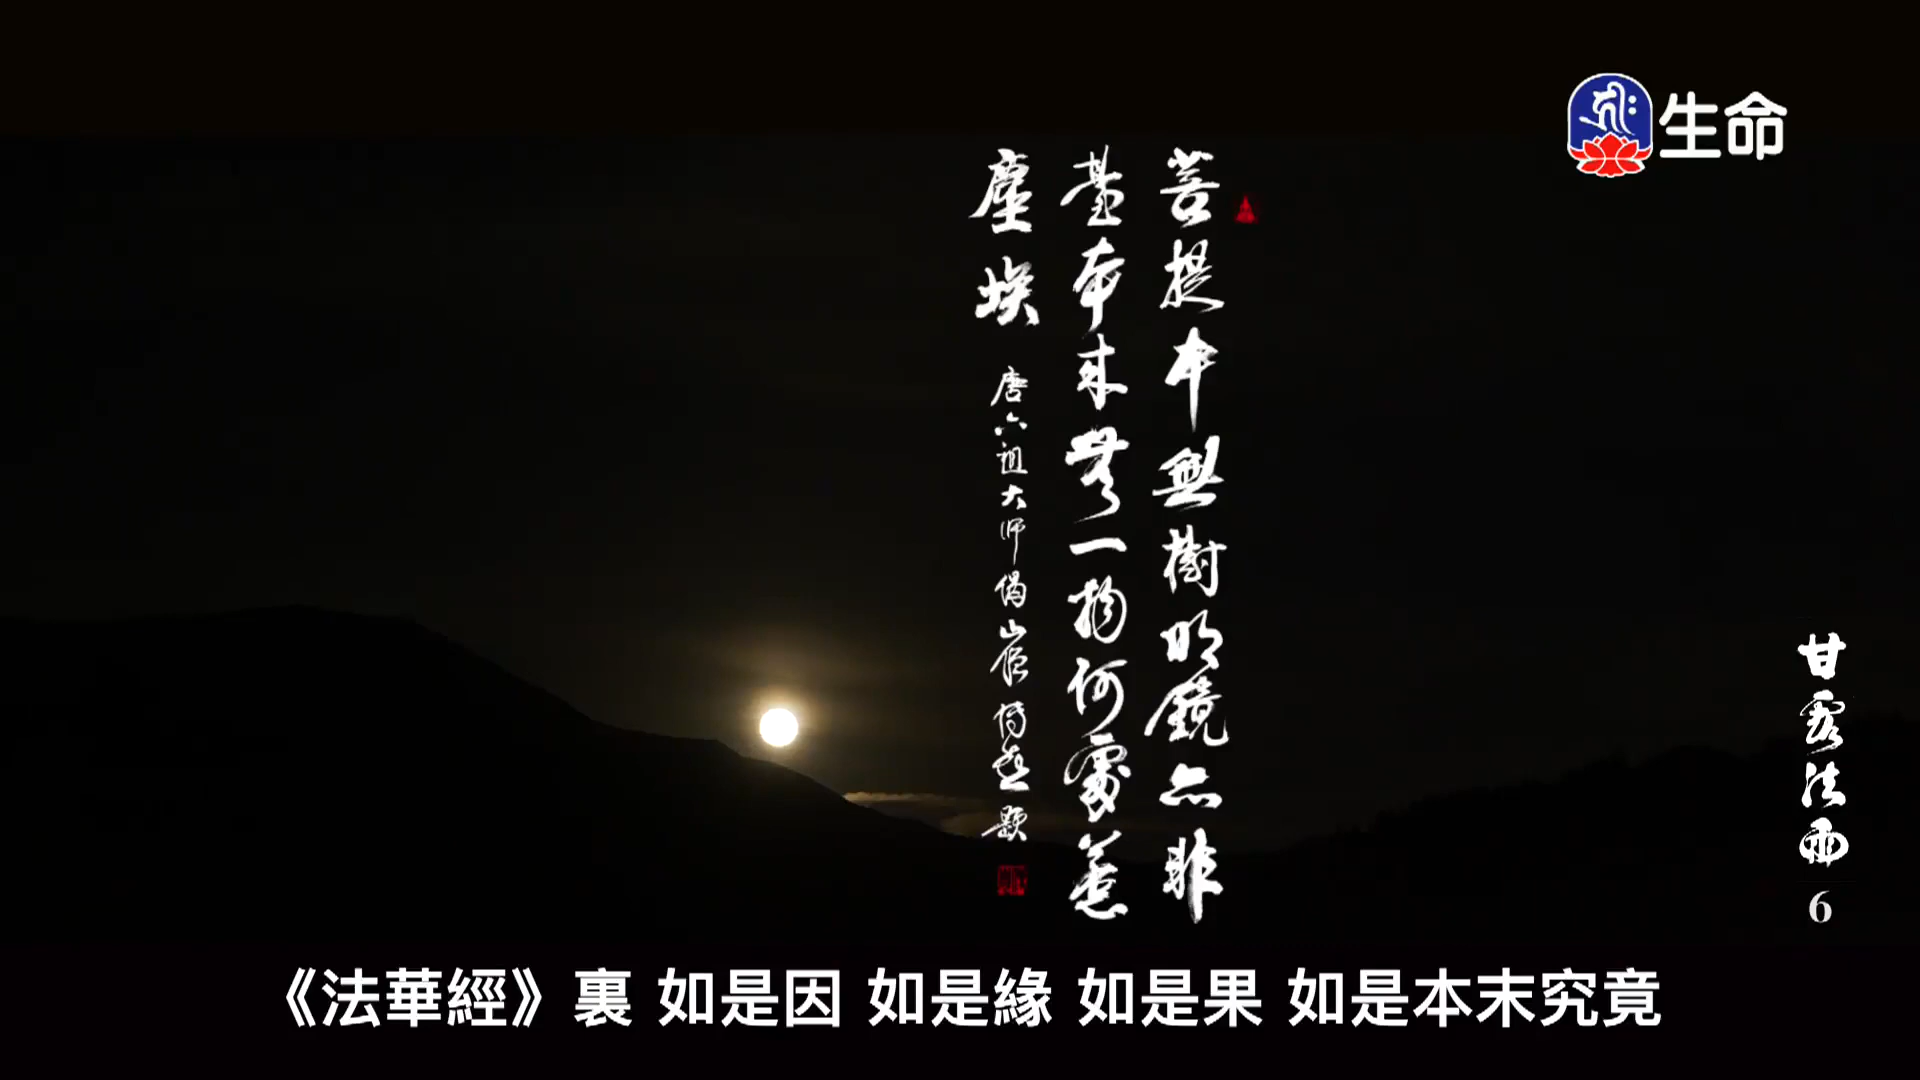 生命
菩提本無樹明鏡亦非
臺本來無一物何處惹
塵埃
唐六祖大师偈
題
甘露法雨
6
《法華經》裏 如是因 如是緣 如是果 如是本末究竟